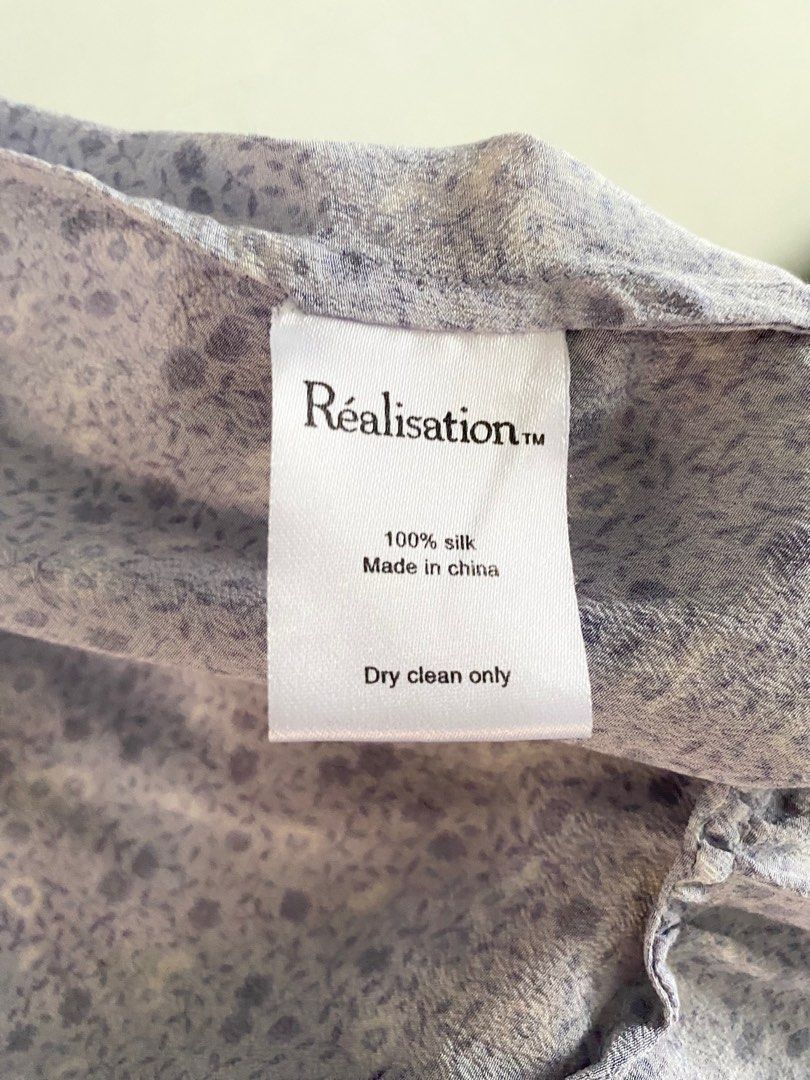 Réalisation™
100% silk
Made in china
Dry clean only